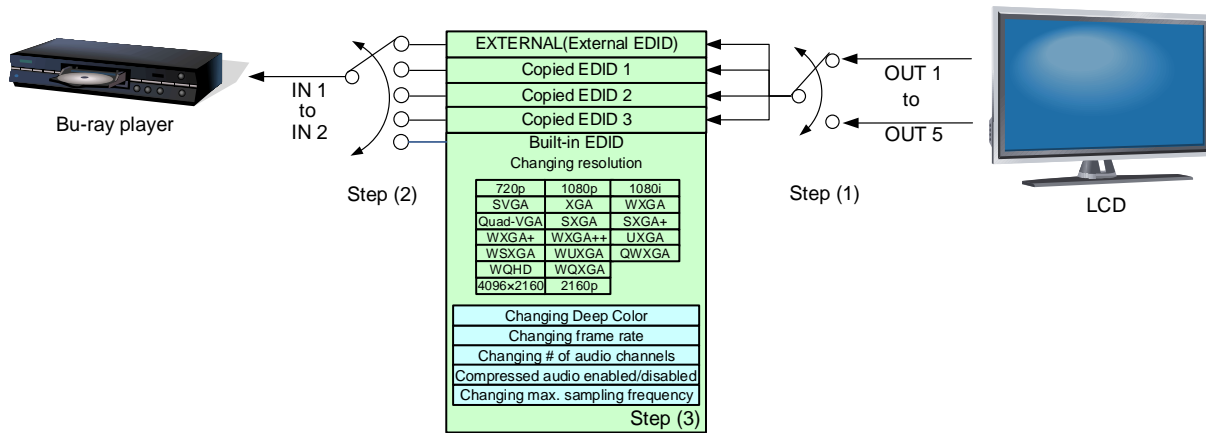 EXTERNAL(External EDID)
Copied EDID 1
Copied EDID 2
Copied EDID 3
Built-in EDID
Changing resolution
720p 1080p 1080i
SVGA XGA WXGA
Quad-VGA SXGA SXGA+
WXGA+ WXGA++ UXGA
WSXGA WUXGA QWXGA
WQHD WQXGA
4096×2160 2160p
Changing Deep Color
Changing frame rate
Changing # of audio channels
Compressed audio enabled/disabled
Changing max. sampling frequency
Step (3)
Bu-ray player
IN 1
to
IN 2
Step (2)
Step (1)
OUT 1
to
OUT 5
LCD